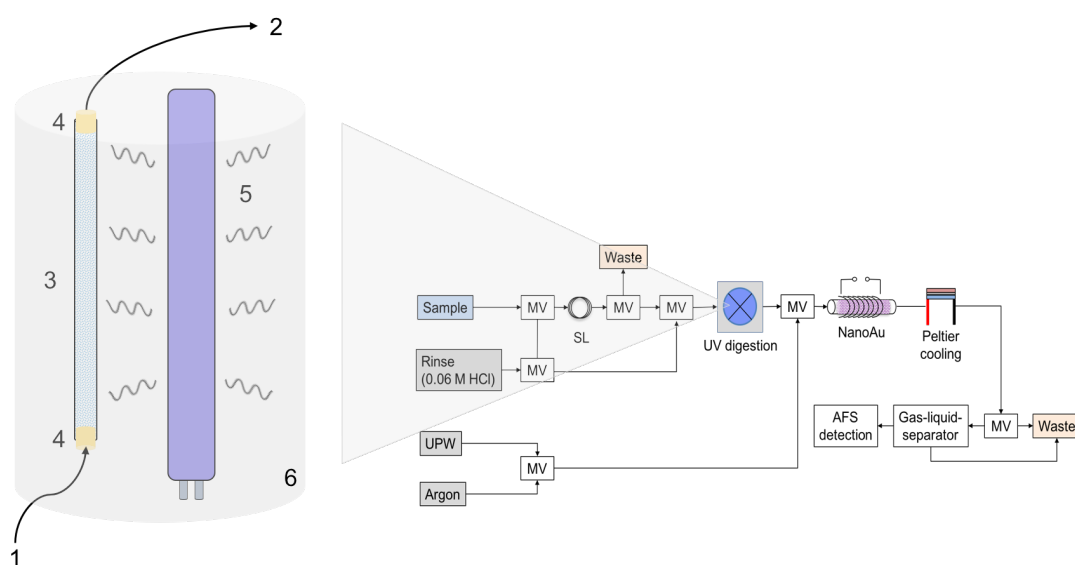 2
4
5
3
4
6
1
Waste
Sample
MV
MV
MV
SL
UV digestion
MV
NanoAu
Peltier
cooling
Rinse
(0.06 M HCl)
MV
UPW
MV
Argon
AFS
detection
Gas-liquid-
separator
MV
Waste